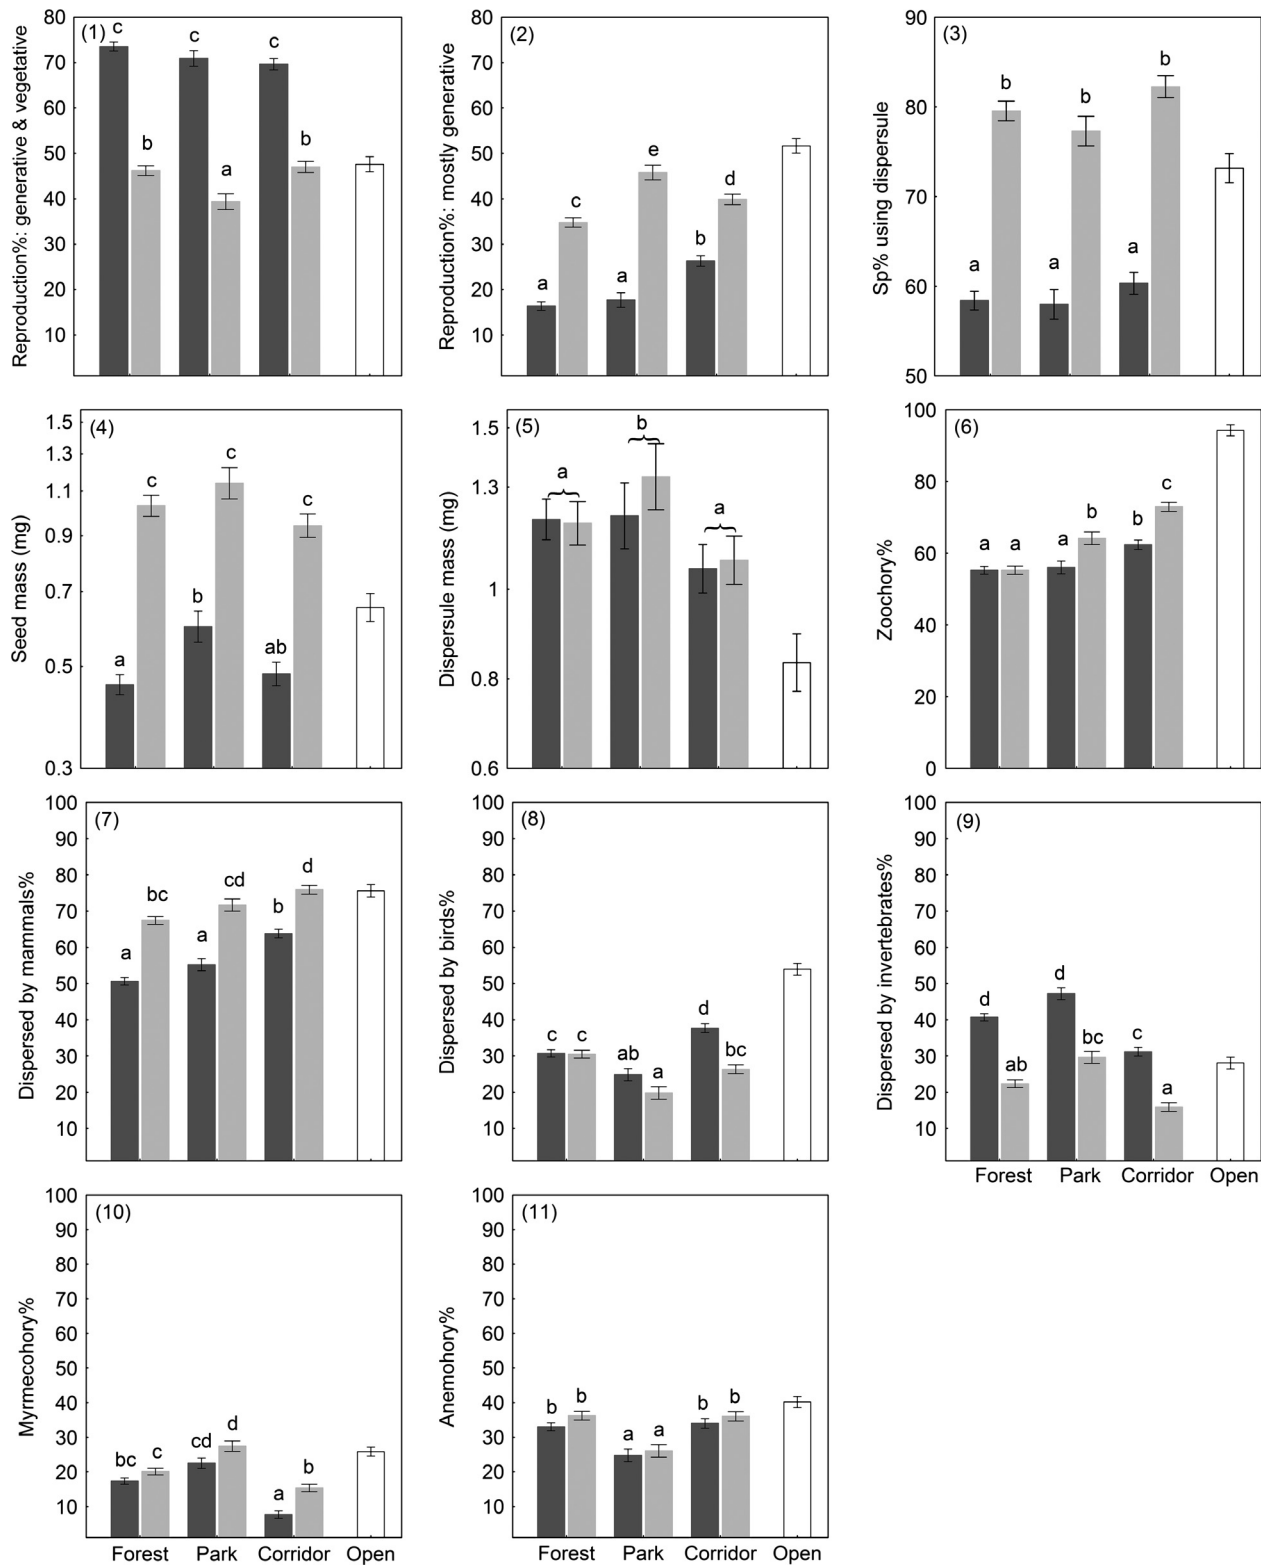 (1)
Reproduction%: generative & vegetative
80
70
60
50
40
30
20
10
c
b
c
a
c
b
(2)
Reproduction%: mostly generative
80
70
60
50
40
30
20
10
a
c
a
e
b
d
(3)
Sp% using dispersule
90
80
70
60
50
a
b
a
b
a
b
(4)
Seed mass (mg)
1.5
1.3
1.1
0.9
0.7
0.5
0.3
a
c
b
c
ab
c
(5)
Dispersule mass (mg)
1.5
1.3
1
0.8
0.6
a
b
a
(6)
Zoochory%
100
80
60
40
20
0
a
a
a
b
b
c
(7)
Dispersed by mammals%
100
90
80
70
60
50
40
30
20
10
a
bc
a
cd
b
d
(8)
Dispersed by birds%
100
90
80
70
60
50
40
30
20
10
c
c
ab
a
d
bc
(9)
Dispersed by invertebrates%
100
90
80
70
60
50
40
30
20
10
d
ab
d
bc
c
a
Forest Park Corridor Open
(10)
Myrmecohory%
100
90
80
70
60
50
40
30
20
10
bc
c
cd
d
a
b
Forest Park Corridor Open
(11)
Anemohory%
100
90
80
70
60
50
40
30
20
10
b
b
a
a
b
b
Forest Park Corridor Open